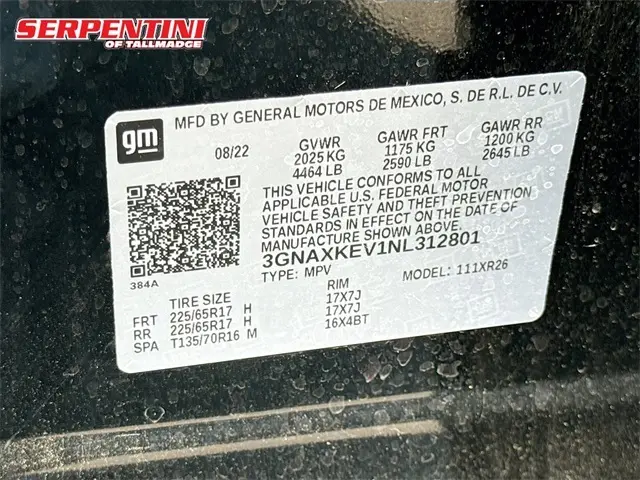 SERPENTINI
OF TALLMADGE
gm
MFD BY GENERAL MOTORS DE MEXICO, S. DE R.L. DE C.V.
08/22 GVWR GAWR FRT GAWR RR
2025 KG 1175 KG 1200 KG
4464 LB 2590 LB 2645 LB
THIS VEHICLE CONFORMS TO ALL
APPLICABLE U.S. FEDERAL MOTOR
VEHICLE SAFETY AND THEFT PREVENTION
STANDARDS IN EFFECT ON THE DATE OF
MANUFACTURE SHOWN ABOVE.
3GNAXKEV1NL312801
TYPE: MPV MODEL: 111XR26
384A
TIRE SIZE RIM
FRT 225/65R17 H 17X7J
RR 225/65R17 H 17X7J
SPA T135/70R16 M 16X4BT